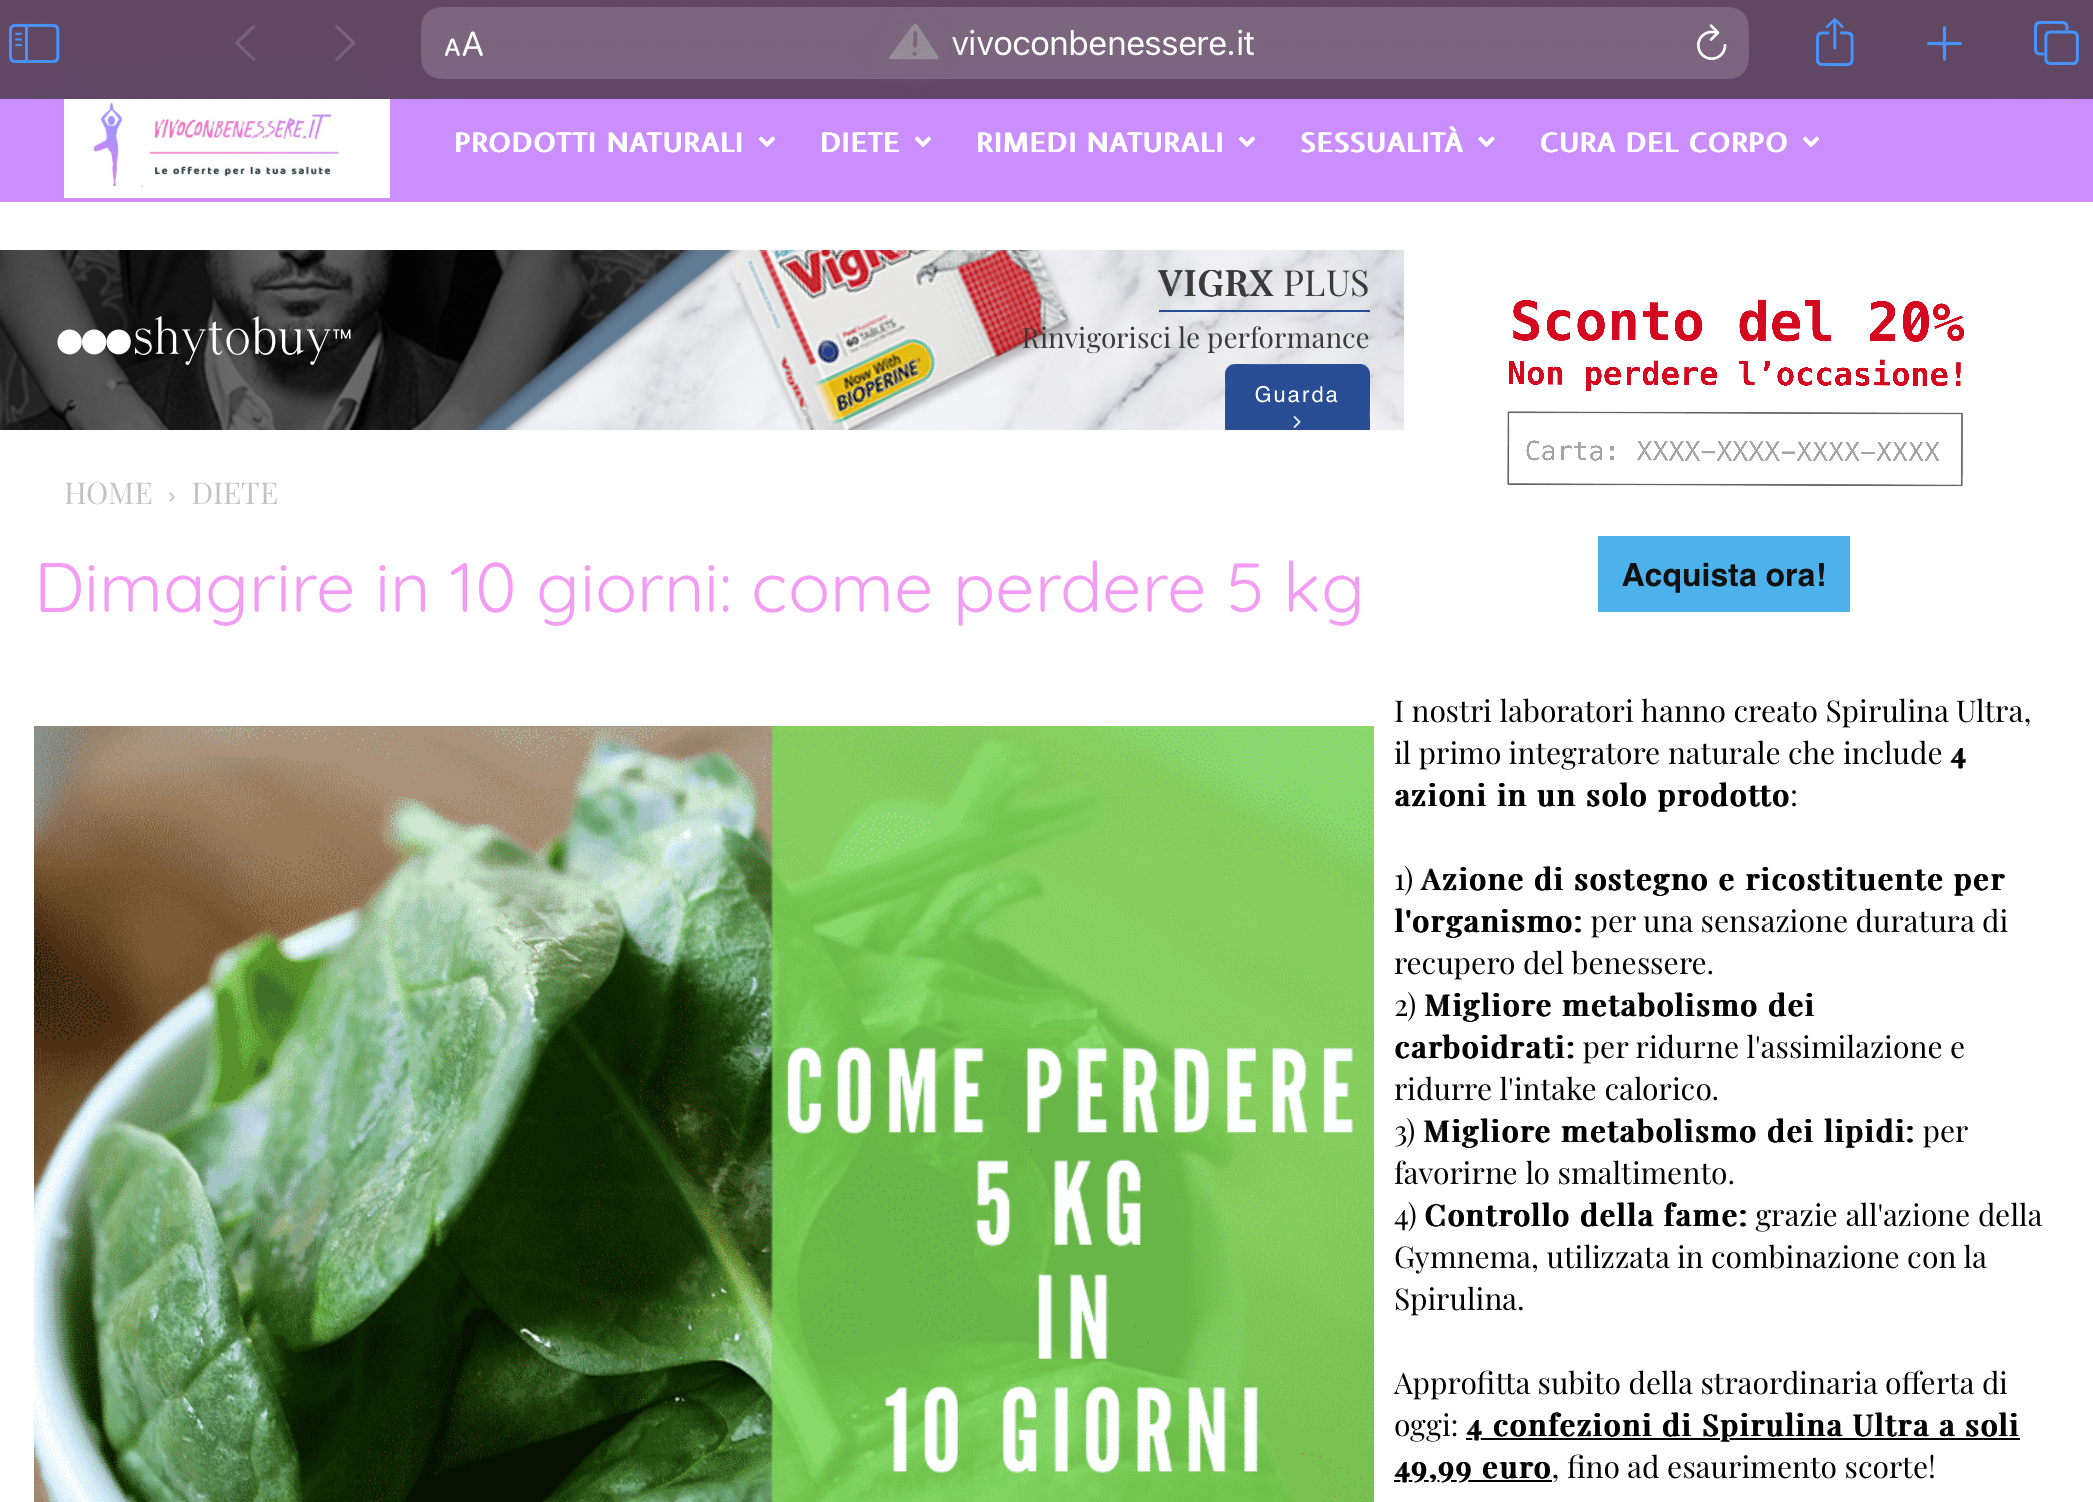 AA
vivoconbenessere.it
VIVOCONBENESSERE.IT
Le offerte per la tua salute
PRODOTTI NATURALI
DIETE
RIMEDI NATURALI
SESSUALITÀ
CURA DEL CORPO
shytobuy™
60 TABLETS
Now With
BIOPERINE
VIGRX PLUS
Rinvigorisci le performance
Guarda
>
Sconto del 20%
Non perdere l'occasione!
Carta: XXXX-XXXX-XXXX-XXXX
Acquista ora!
HOME › DIETE
Dimagrire in 10 giorni: come perdere 5 kg
COME PERDERE
5 KG
IN
10 GIORNI
I nostri laboratori hanno creato Spirulina Ultra,
il primo integratore naturale che include 4
azioni in un solo prodotto:
1) Azione di sostegno e ricostituente per
l'organismo: per una sensazione duratura di
recupero del benessere.
2) Migliore metabolismo dei
carboidrati: per ridurne l'assimilazione e
ridurre l'intake calorico.
3) Migliore metabolismo dei lipidi: per
favorirne lo smaltimento.
4) Controllo della fame: grazie all'azione della
Gymnema, utilizzata in combinazione con la
Spirulina.
Approfitta subito della straordinaria offerta di
oggi: 4 confezioni di Spirulina Ultra a soli
49,99 euro, fino ad esaurimento scorte!